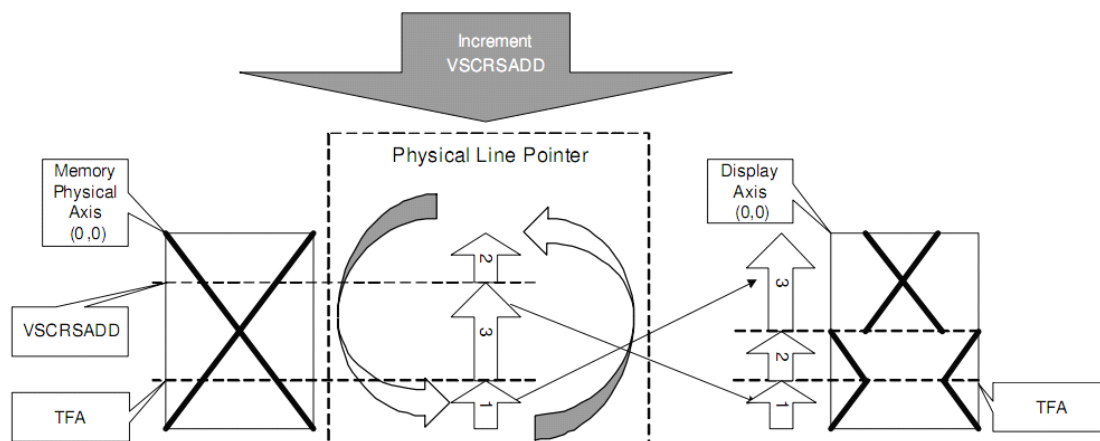 Increment
VSCRSADD
Physical Line Pointer
Memory
Physical
Axis
(0,0)
Display
Axis
(0,0)
2
3
1
3
2
1
VSCRSADD
TFA
TFA